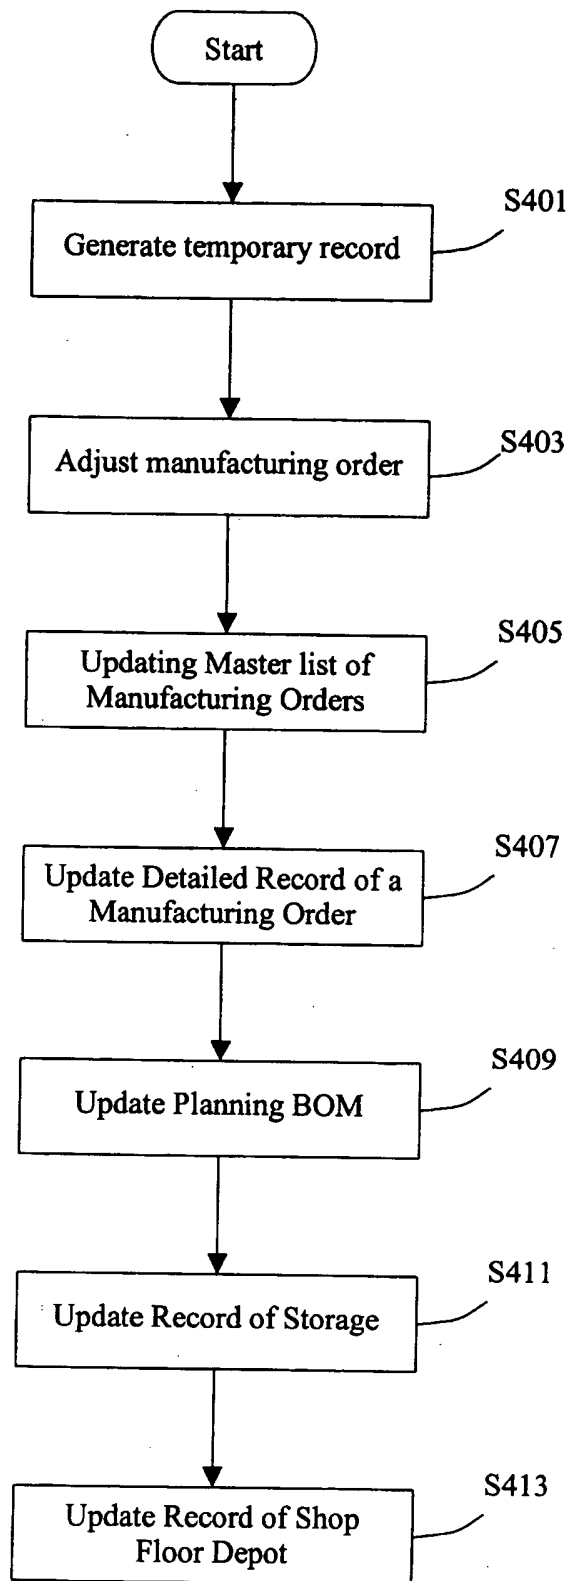 Start
S401
Generate temporary record
S403
Adjust manufacturing order
S405
Updating Master list of
Manufacturing Orders
S407
Update Detailed Record of a
Manufacturing Order
S409
Update Planning BOM
S411
Update Record of Storage
S413
Update Record of Shop
Floor Depot